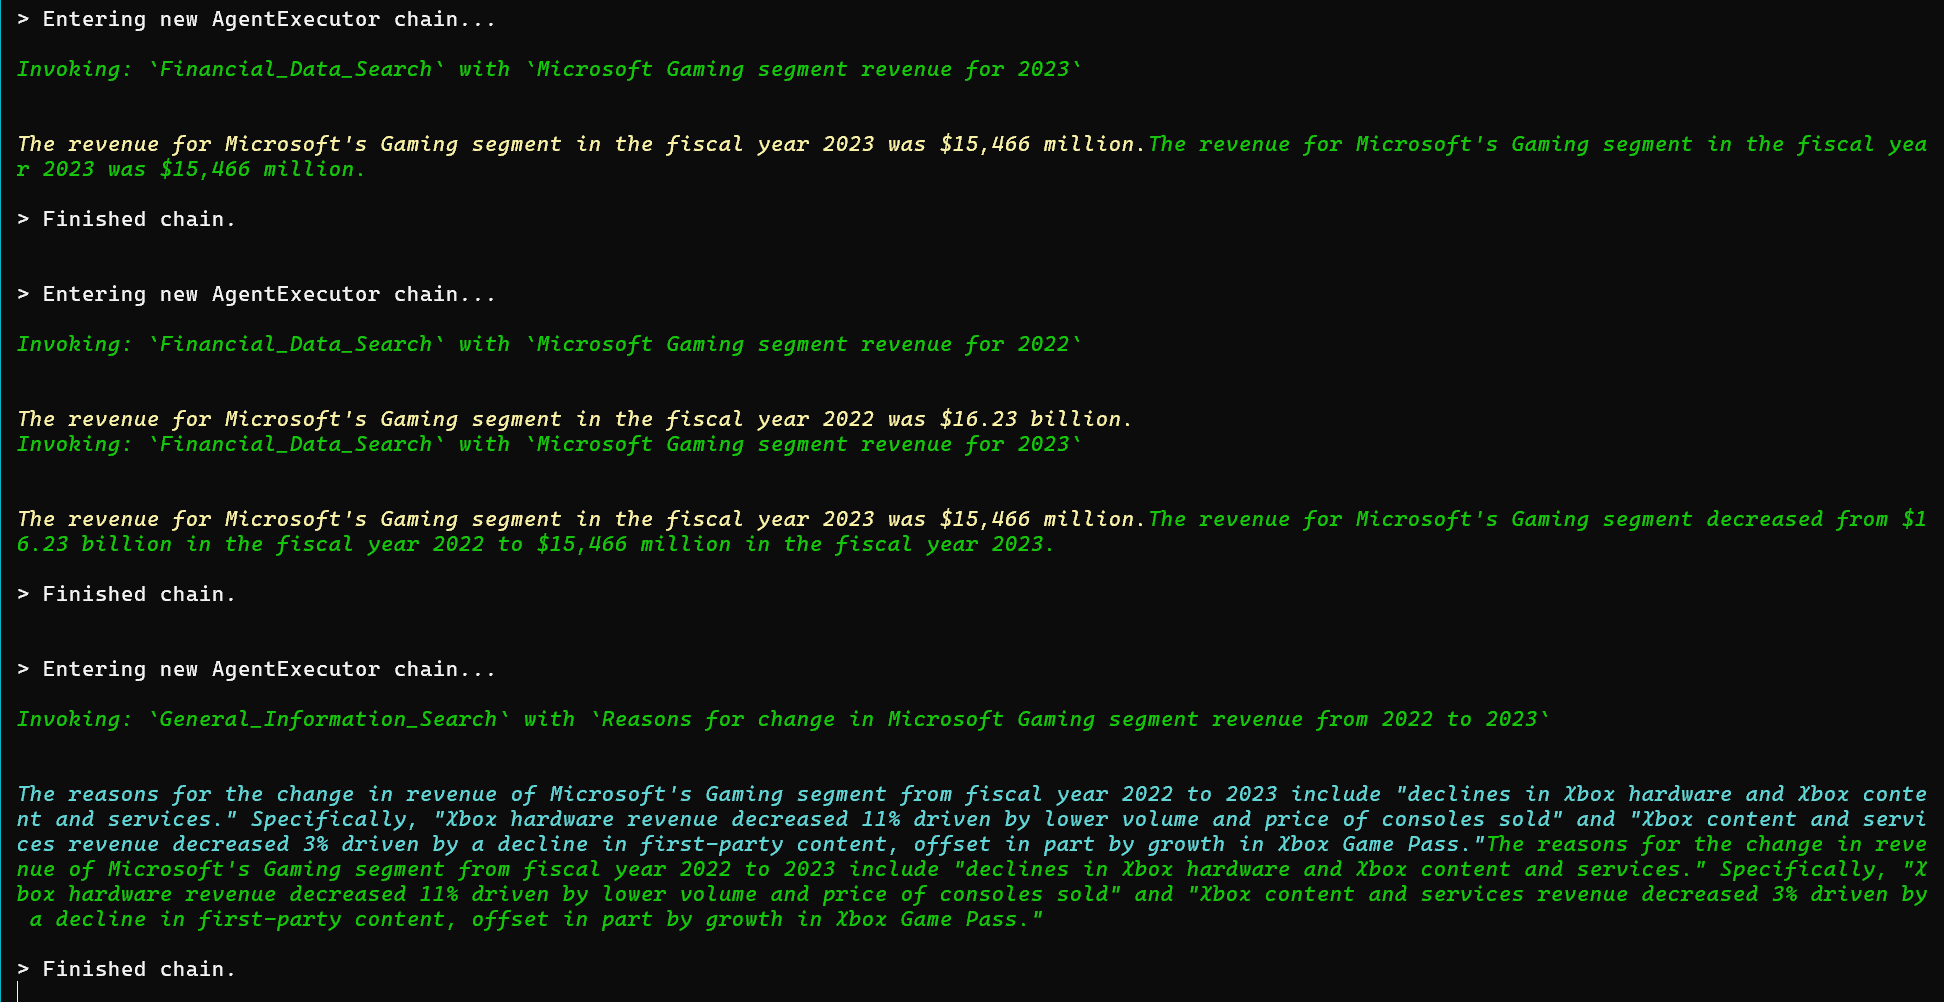 > Entering new AgentExecutor chain...
Invoking: `Financial_Data_Search` with `Microsoft Gaming segment revenue for 2023`
The revenue for Microsoft's Gaming segment in the fiscal year 2023 was $15,466 million.The revenue for Microsoft's Gaming segment in the fiscal yea
r 2023 was $15,466 million.
> Finished chain.
> Entering new AgentExecutor chain...
Invoking: `Financial_Data_Search` with `Microsoft Gaming segment revenue for 2022`
The revenue for Microsoft's Gaming segment in the fiscal year 2022 was $16.23 billion.
Invoking: `Financial_Data_Search` with `Microsoft Gaming segment revenue for 2023`
The revenue for Microsoft's Gaming segment in the fiscal year 2023 was $15,466 million.The revenue for Microsoft's Gaming segment decreased from $1
6.23 billion in the fiscal year 2022 to $15,466 million in the fiscal year 2023.
> Finished chain.
> Entering new AgentExecutor chain...
Invoking: `General_Information_Search` with `Reasons for change in Microsoft Gaming segment revenue from 2022 to 2023`
The reasons for the change in revenue of Microsoft's Gaming segment from fiscal year 2022 to 2023 include "declines in Xbox hardware and Xbox conte
nt and services." Specifically, "Xbox hardware revenue decreased 11% driven by lower volume and price of consoles sold" and "Xbox content and servi
ces revenue decreased 3% driven by a decline in first-party content, offset in part by growth in Xbox Game Pass."The reasons for the change in reve
nue of Microsoft's Gaming segment from fiscal year 2022 to 2023 include "declines in Xbox hardware and Xbox content and services." Specifically, "X
box hardware revenue decreased 11% driven by lower volume and price of consoles sold" and "Xbox content and services revenue decreased 3% driven by
 a decline in first-party content, offset in part by growth in Xbox Game Pass."
> Finished chain.